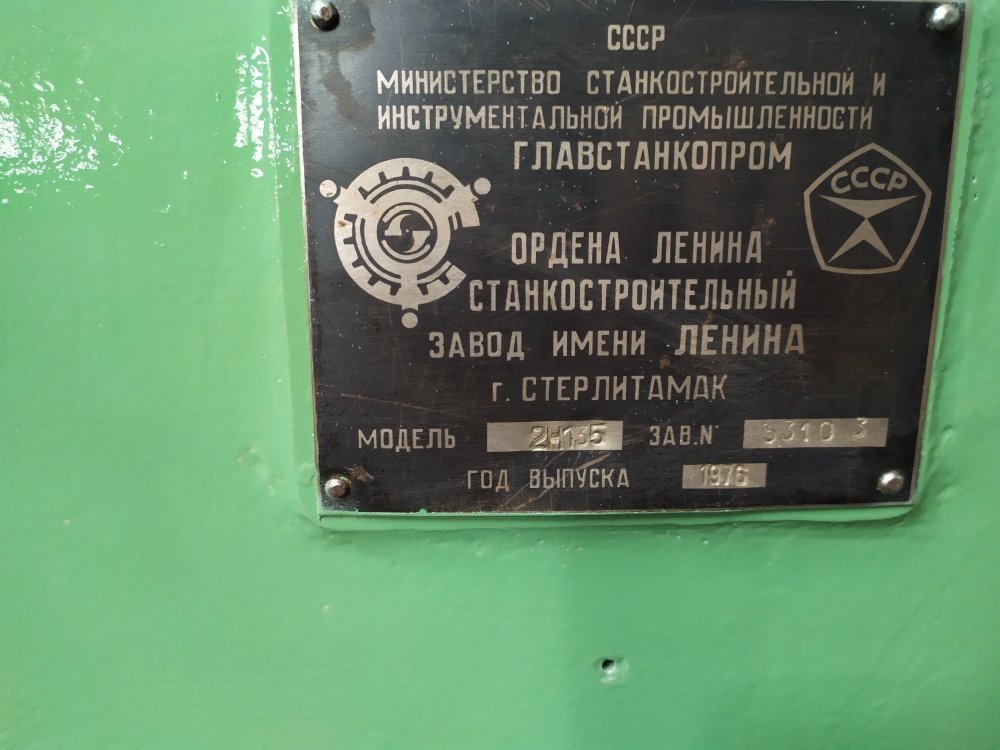 СССР
МИНИСТЕРСТВО СТАНКОСТРОИТЕЛЬНОЙ И
ИНСТРУМЕНТАЛЬНОЙ ПРОМЫШЛЕННОСТИ
ГЛАВСТАНКОПРОМ
СССР
ОРДЕНА ЛЕНИНА
СТАНКОСТРОИТЕЛЬНЫЙ
ЗАВОД ИМЕНИ ЛЕНИНА
г. СТЕРЛИТАМАК
МОДЕЛЬ 2Н135 ЗАВ.N°
ГОД ВЫПУСКА 1976